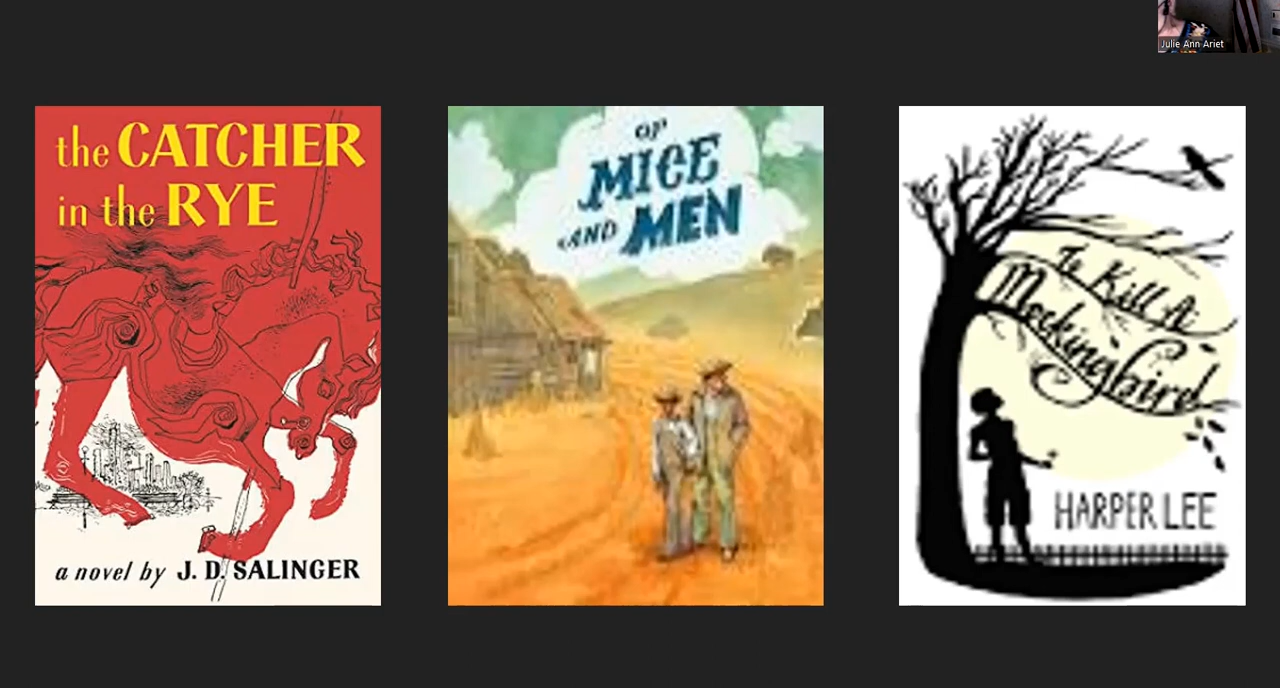 Julie Ann Ariet
the CATCHER
in the RYE
a novel by J. D. SALINGER
OF
MICE
AND MEN
To Kill A
Mockingbird
HARPER LEE